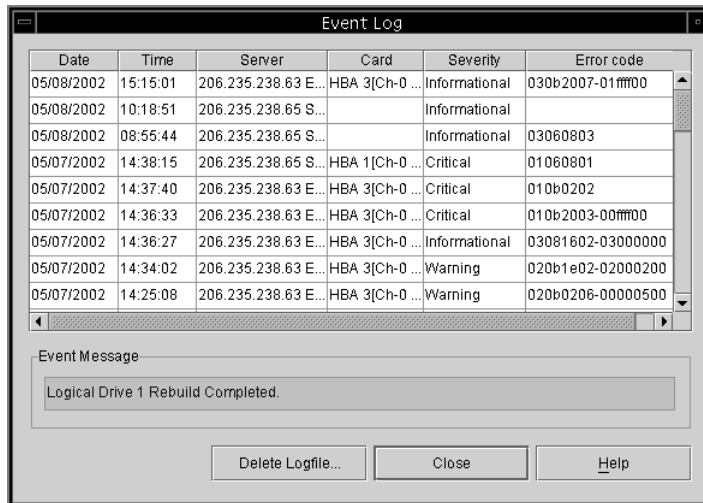 Event Log
Date Time Server Card Severity Error code
05/08/2002 15:15:01 206.235.238.63 E... HBA 3[Ch-0 ... Informational 030b2007-01ffff00
05/08/2002 10:18:51 206.235.238.65 S... Informational
05/08/2002 08:55:44 206.235.238.65 S... Informational 03060803
05/07/2002 14:38:15 206.235.238.65 S... HBA 1[Ch-0 ... Critical 01060801
05/07/2002 14:37:40 206.235.238.63 E... HBA 3[Ch-0 ... Critical 010b0202
05/07/2002 14:36:33 206.235.238.63 E... HBA 3[Ch-0 ... Critical 010b2003-00ffff00
05/07/2002 14:36:27 206.235.238.63 E... HBA 3[Ch-0 ... Informational 03081602-03000000
05/07/2002 14:34:02 206.235.238.63 E... HBA 3[Ch-0 ... Warning 020b1e02-02000200
05/07/2002 14:25:08 206.235.238.63 E... HBA 3[Ch-0 ... Warning 020b0206-00000500
Event Message
Logical Drive 1 Rebuild Completed.
Delete Logfile... Close Help